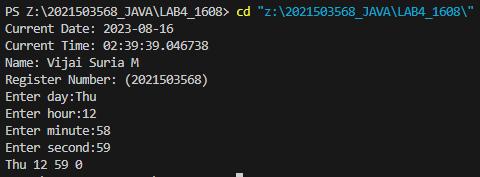 PS Z:\2021503568_JAVA\LAB4_1608> cd "z:\2021503568_JAVA\LAB4_1608\"
Current Date: 2023-08-16
Current Time: 02:39:39.046738
Name: Vijai Suria M
Register Number: (2021503568)
Enter day:Thu
Enter hour:12
Enter minute:58
Enter second:59
Thu 12 59 0